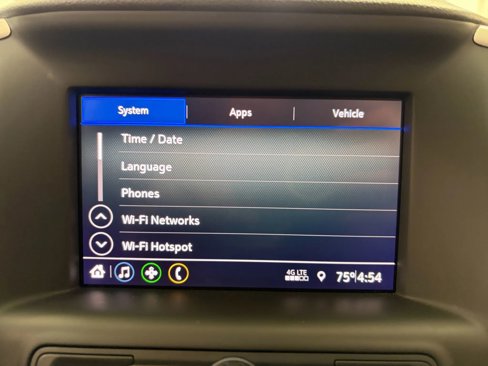 System Apps Vehicle
Time / Date
Language
Phones
Wi-Fi Networks
Wi-Fi Hotspot
4G LTE 75° 4:54